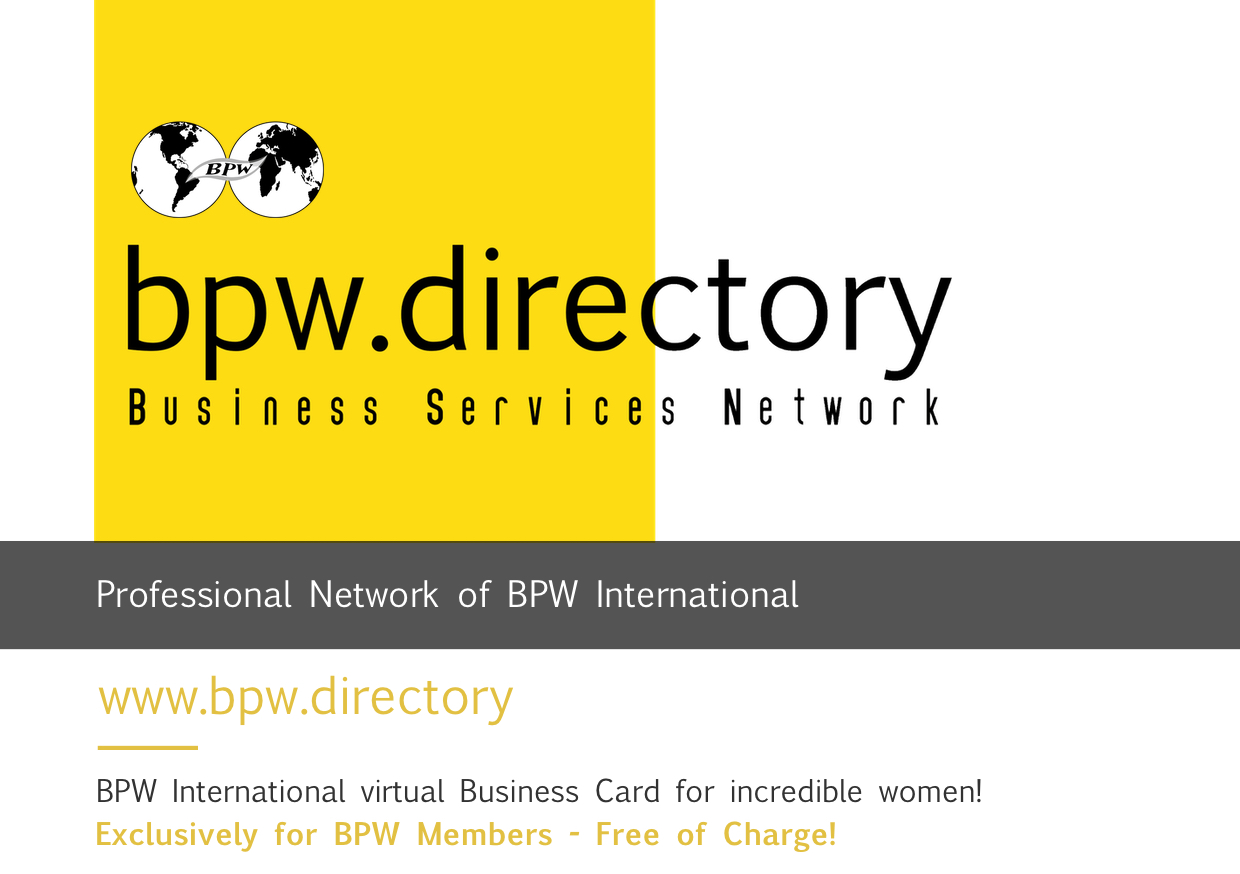 BPW
bpw.directory
Business Services Network
Professional Network of BPW International
www.bpw.directory
BPW International virtual Business Card for incredible women!
Exclusively for BPW Members - Free of Charge!